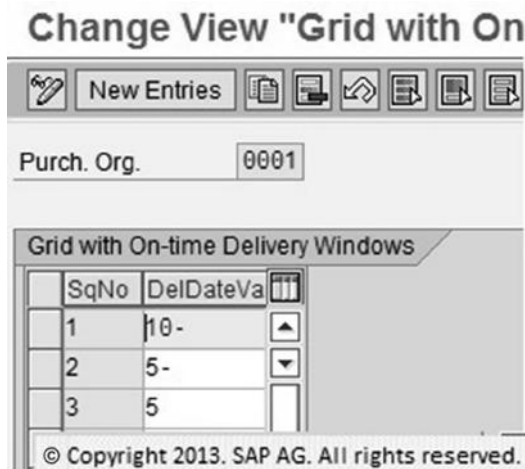 Change View "Grid with On
New Entries
Purch. Org. 0001
Grid with On-time Delivery Windows
SqNo DelDateVa
1 10-
2 5-
3 5
© Copyright 2013. SAP AG. All rights reserved.